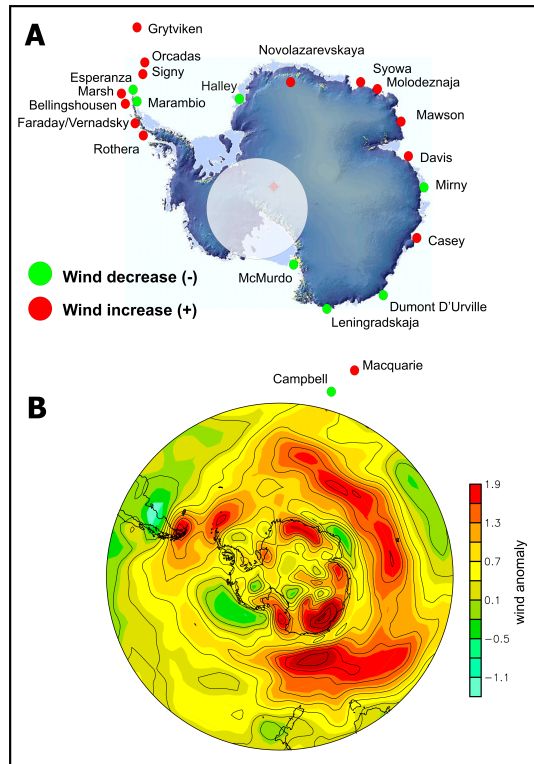 A
Grytviken
Orcadas
Signy
Novolazarevskaya
Esperanza
Marsh
Halley
Syowa
Molodeznaja
Bellingshousen
Marambio
Faraday/Vernadsky
Mawson
Rothera
Davis
Mirny
Casey
Wind decrease (-)
McMurdo
Wind increase (+)
Dumont D'Urville
Leningradskaja
Macquarie
Campbell
B
1.9
1.3
0.7
0.1
−0.5
−1.1
wind anomaly